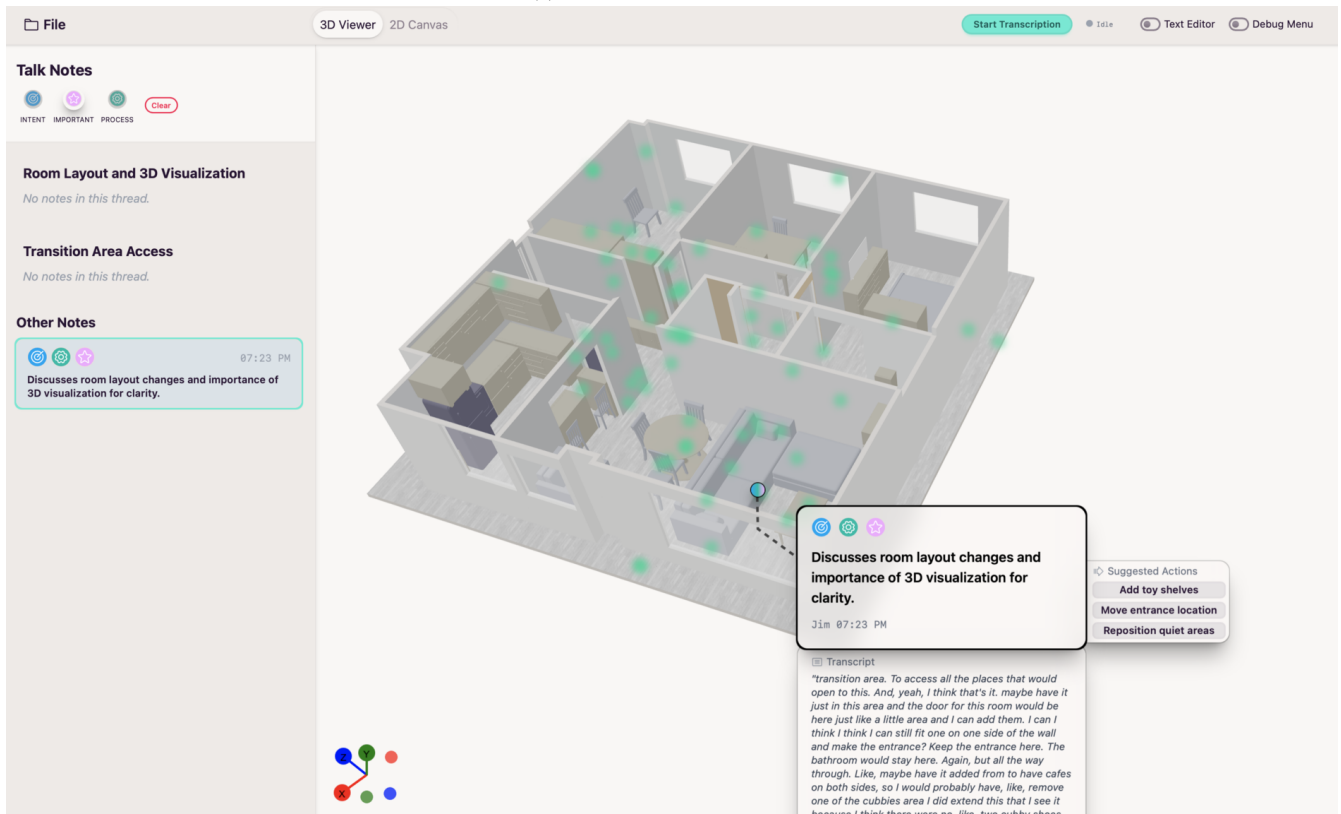 File
3D Viewer
2D Canvas
Start Transcription
Idle
Text Editor
Debug Menu
Talk Notes
INTENT
IMPORTANT
PROCESS
Clear
Room Layout and 3D Visualization
No notes in this thread.
Transition Area Access
No notes in this thread.
Other Notes
07:23 PM
Discusses room layout changes and importance of
3D visualization for clarity.
Discusses room layout changes and
importance of 3D visualization for
clarity.
Jim 07:23 PM
Suggested Actions
Add toy shelves
Move entrance location
Reposition quiet areas
Transcript
"transition area. To access all the places that would
open to this. And, yeah, I think that's it. maybe have it
just in this area and the door for this room would be
here just like a little area and I can add them. I can I
think I think I can still fit one on one side of the wall
and make the entrance? Keep the entrance here. The
bathroom would stay here. Again, but all the way
through. Like, maybe have it added from to have cafes
on both sides, so I would probably have, like, remove
one of the cubbies area I did extend this that I see it
because I think there were no, like, two cubby shoes
Z
Y
X